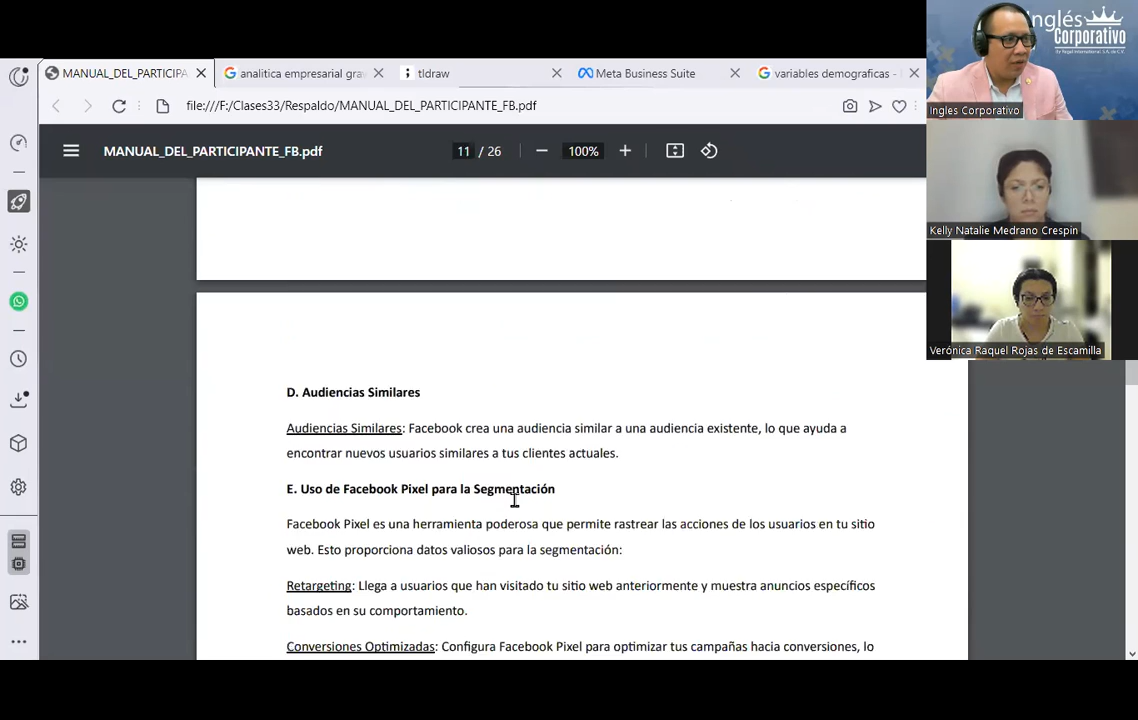 MANUAL_DEL_PARTICIPA
analitica empresarial gra
tldraw
Meta Business Suite
variables demograficas -
file:///F:/Clases33/Respaldo/MANUAL_DEL_PARTICIPANTE_FB.pdf
MANUAL_DEL_PARTICIPANTE_FB.pdf
11 / 26
100%
Inglés
Corporativo
by Regal International, S.A. de C.V.
Ingles Corporativo
Kelly Natalie Medrano Crespin
Verónica Raquel Rojas de Escamilla
D. Audiencias Similares
Audiencias Similares: Facebook crea una audiencia similar a una audiencia existente, lo que ayuda a
encontrar nuevos usuarios similares a tus clientes actuales.
E. Uso de Facebook Pixel para la Segmentación
Facebook Pixel es una herramienta poderosa que permite rastrear las acciones de los usuarios en tu sitio
web. Esto proporciona datos valiosos para la segmentación:
Retargeting: Llega a usuarios que han visitado tu sitio web anteriormente y muestra anuncios específicos
basados en su comportamiento.
Conversiones Optimizadas: Configura Facebook Pixel para optimizar tus campañas hacia conversiones, lo